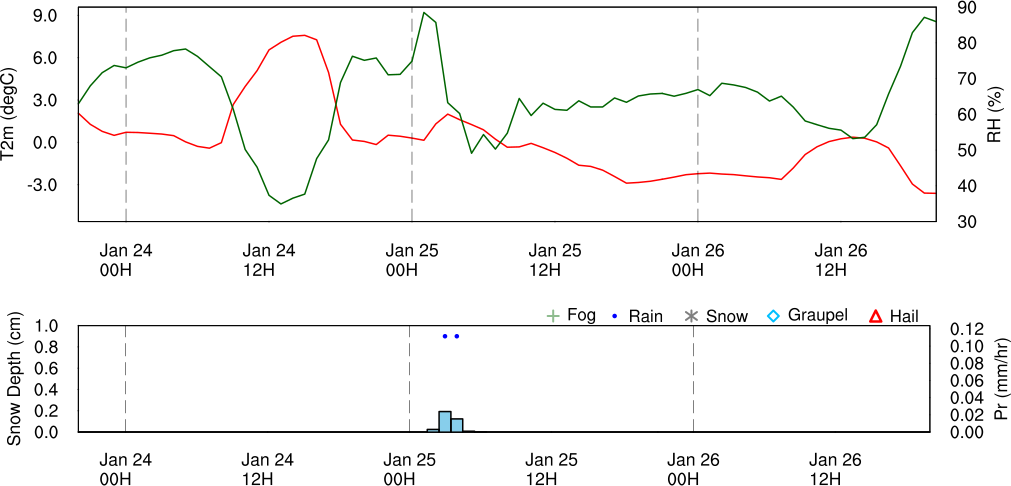 9.0
6.0
3.0
0.0
-3.0
T2m (degC)
90
80
70
60
50
40
30
RH (%)
Jan 24
00H
Jan 24
12H
Jan 25
00H
Jan 25
12H
Jan 26
00H
Jan 26
12H
Fog
Rain
Snow
Graupel
Hail
1.0
0.8
0.6
0.4
0.2
0.0
Snow Depth (cm)
0.12
0.10
0.08
0.06
0.04
0.02
0.00
Pr (mm/hr)
Jan 24
00H
Jan 24
12H
Jan 25
00H
Jan 25
12H
Jan 26
00H
Jan 26
12H